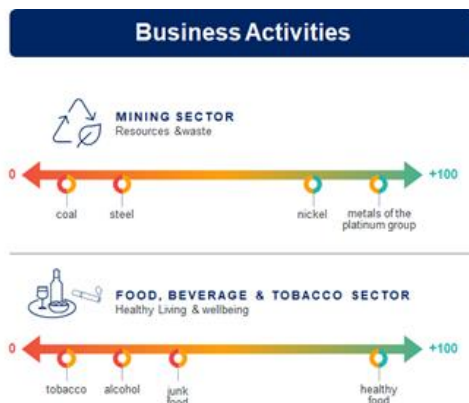 Business Activities
MINING SECTOR
Resources &waste
0
+100
coal
steel
nickel
metals of the
platinum group
FOOD, BEVERAGE & TOBACCO SECTOR
Healthy Living & wellbeing
0
+100
tobacco
alcohol
junk
food
healthy
food